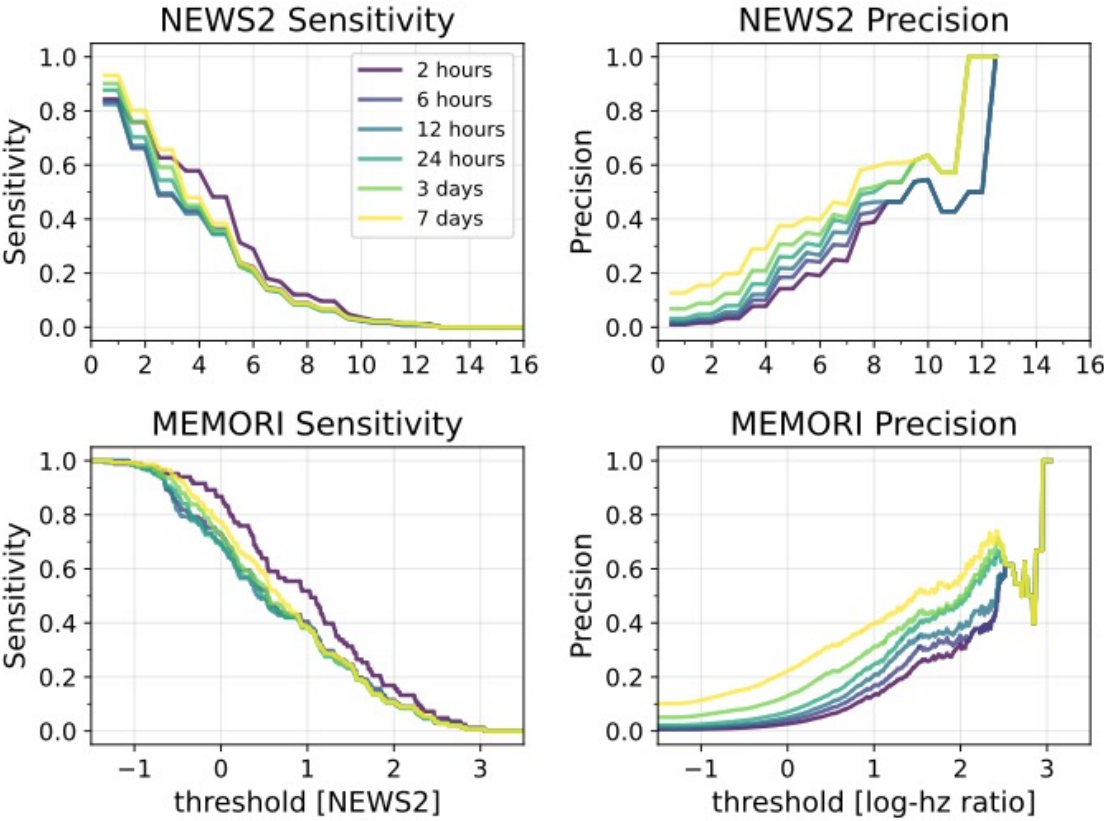 NEWS2 Sensitivity
Sensitivity
1.0
0.8
0.6
0.4
0.2
0.0
2 hours
6 hours
12 hours
24 hours
3 days
7 days
0 2 4 6 8 10 12 14 16
NEWS2 Precision
Precision
1.0
0.8
0.6
0.4
0.2
0.0
0 2 4 6 8 10 12 14 16
MEMORI Sensitivity
Sensitivity
1.0
0.8
0.6
0.4
0.2
0.0
−1 0 1 2 3
threshold [NEWS2]
MEMORI Precision
Precision
1.0
0.8
0.6
0.4
0.2
0.0
−1 0 1 2 3
threshold [log-hz ratio]